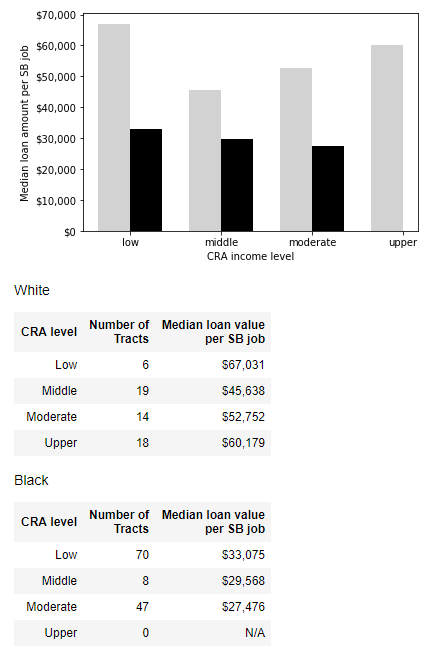 $70,000
$60,000
$50,000
$40,000
$30,000
$20,000
$10,000
$0
Median loan amount per SB job
low middle moderate upper
CRA income level
White
CRA level Number of Tracts Median loan value per SB job
Low 6 $67,031
Middle 19 $45,638
Moderate 14 $52,752
Upper 18 $60,179
Black
CRA level Number of Tracts Median loan value per SB job
Low 70 $33,075
Middle 8 $29,568
Moderate 47 $27,476
Upper 0 N/A